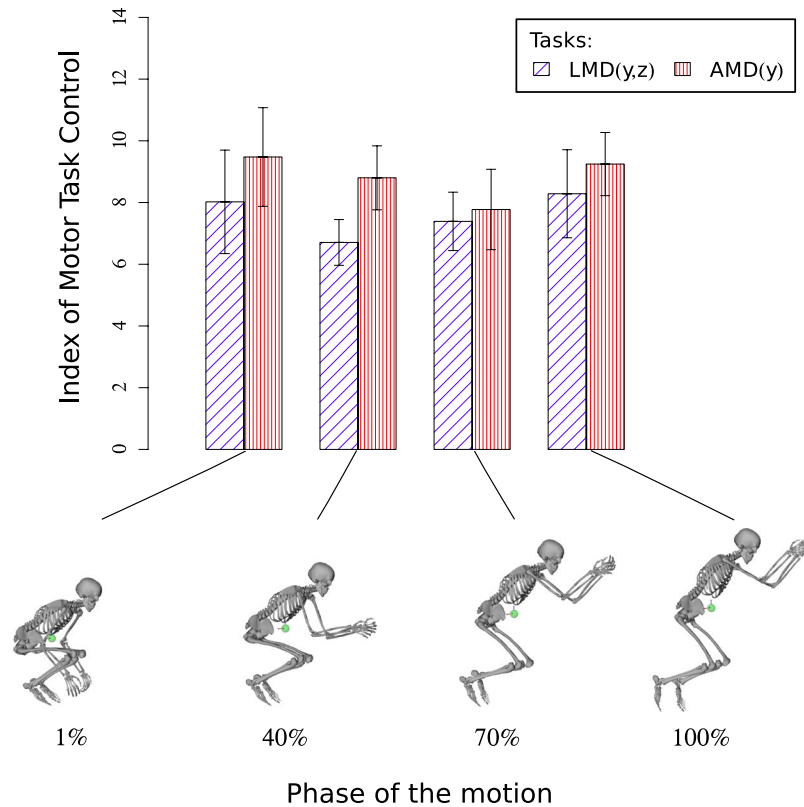 Tasks:
LMD(y,z) AMD(y)
Index of Motor Task Control
14
12
10
8
6
4
2
0
1% 40% 70% 100%
Phase of the motion